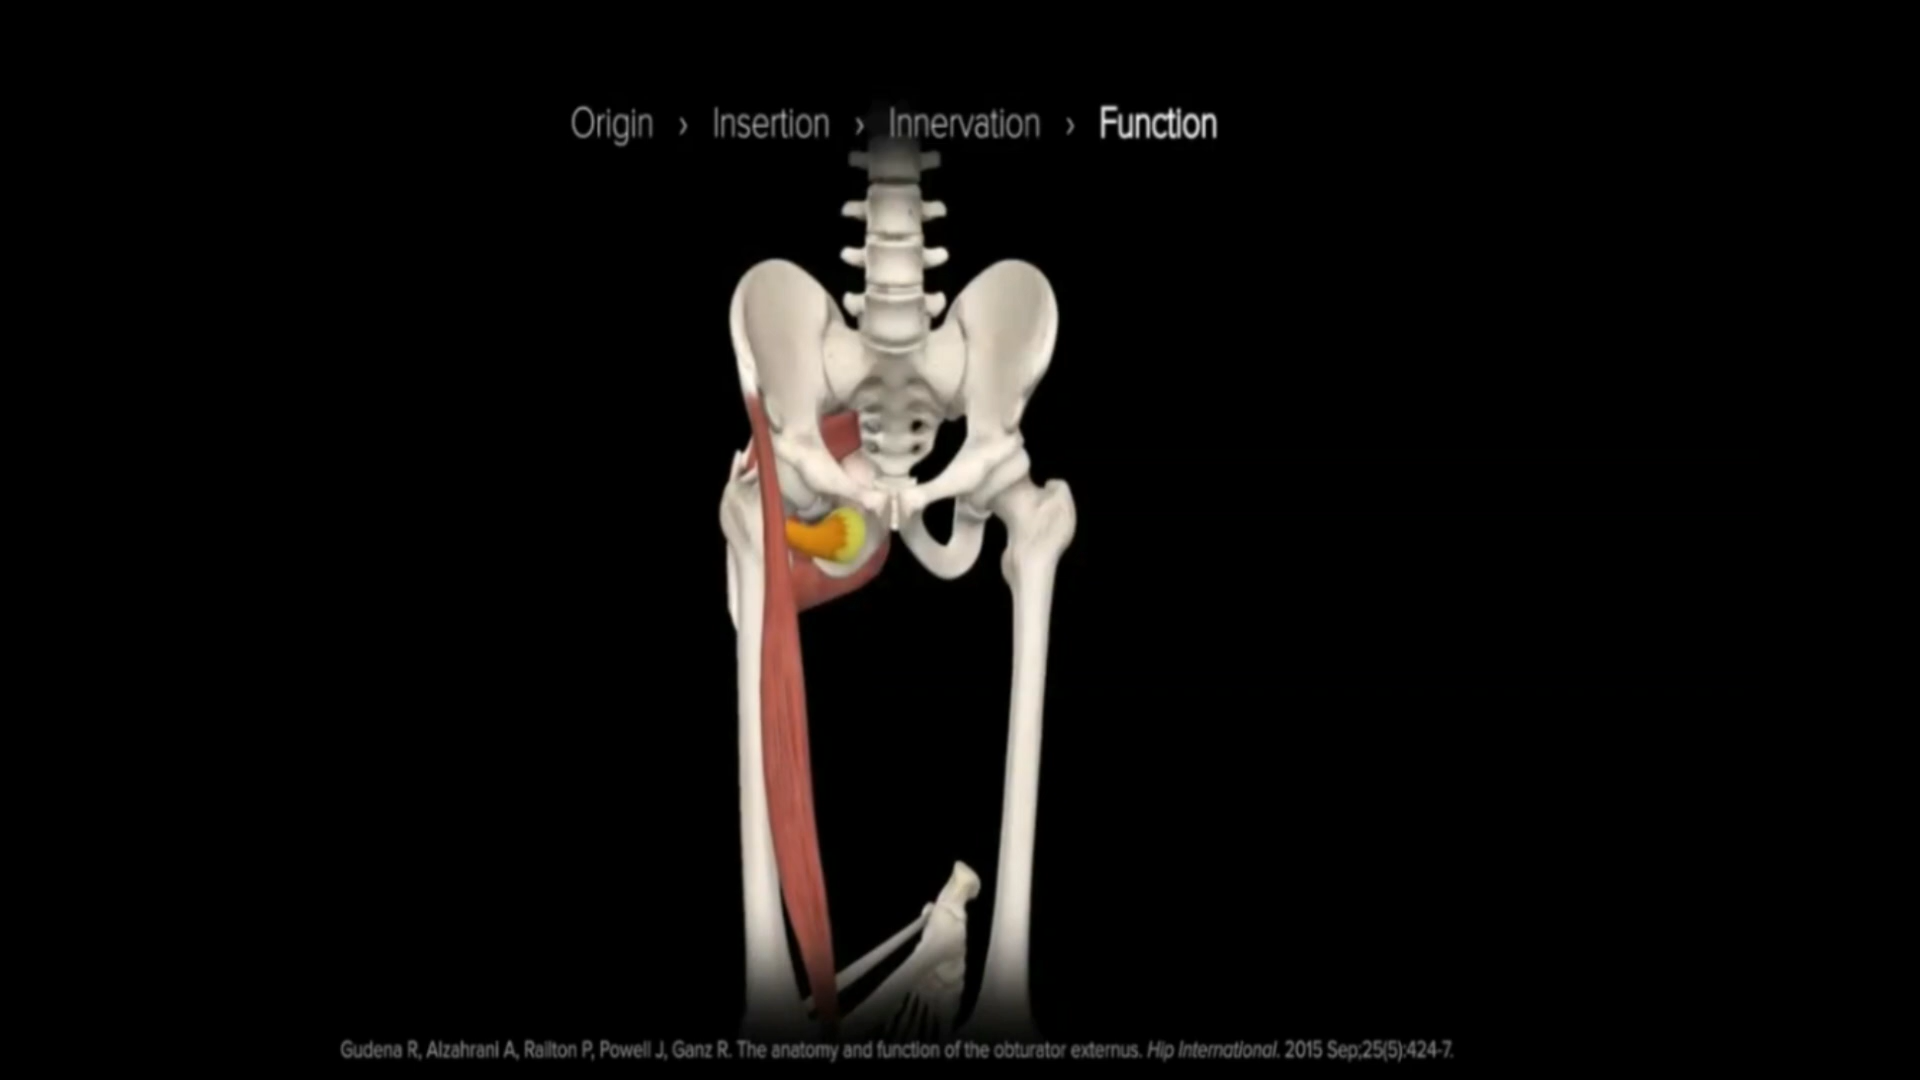 Origin › Insertion › Innervation › Function
Gudena R, Alzahrani A, Railton P, Powell J, Ganz R. The anatomy and function of the obturator externus. Hip International. 2015 Sep;25(5):424-7.